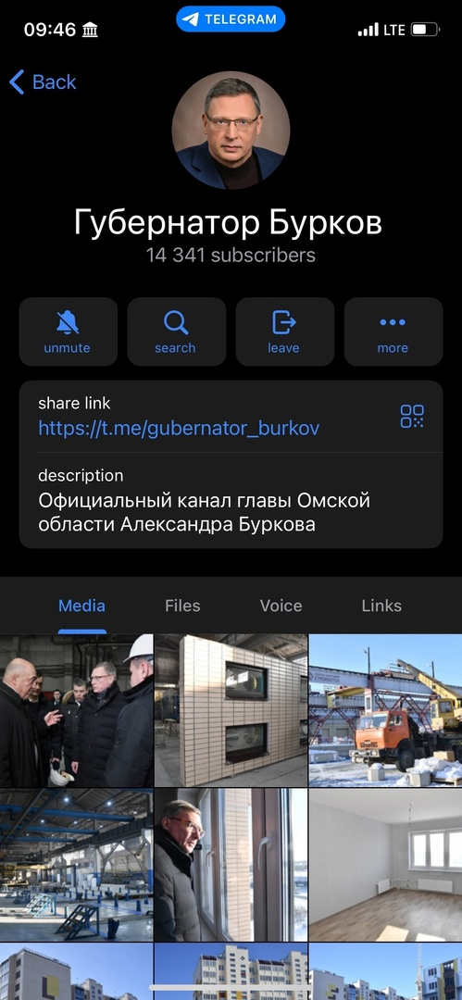 09:46
TELEGRAM
LTE
Back
Губернатор Бурков
14 341 subscribers
unmute
search
leave
more
share link
https://t.me/gubernator_burkov
description
Официальный канал главы Омской
области Александра Буркова
Media
Files
Voice
Links